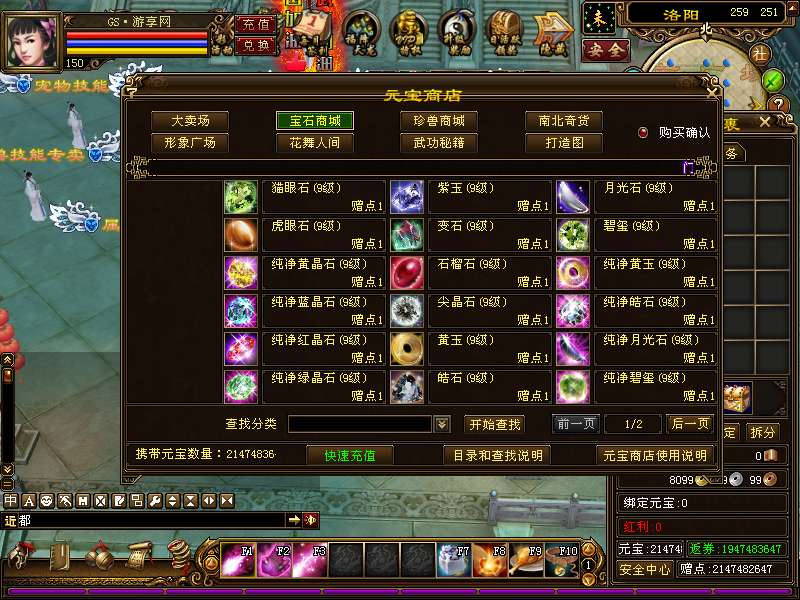 GS·游享网
充值
兑换
150
未
安全
洛阳
259 251
北
社
宠物技能
兽技能专卖
元宝商店
大卖场
宝石商城
珍兽商城
南北奇货
形象广场
花舞人间
武功秘籍
打造图
购买确认
猫眼石(9级)
赠点1
紫玉(9级)
赠点1
月光石(9级)
赠点1
虎眼石(9级)
赠点1
变石(9级)
赠点1
碧玺(9级)
赠点1
纯净黄晶石(9级)
赠点1
石榴石(9级)
赠点1
纯净黄玉(9级)
赠点1
纯净蓝晶石(9级)
赠点1
尖晶石(9级)
赠点1
纯净皓石(9级)
赠点1
纯净红晶石(9级)
赠点1
黄玉(9级)
赠点1
纯净月光石(9级)
赠点1
纯净绿晶石(9级)
赠点1
皓石(9级)
赠点1
纯净碧玺(9级)
赠点1
查找分类
开始查找
前一页
1/2
后一页
携带元宝数量：21474836
快速充值
目录和查找说明
元宝商店使用说明
务
定
拆分
0
8099
99
绑定元宝:0
红利:0
元宝:21474
返券:1947483647
安全中心
赠点:2147482647
中
A
M
近都
F1
F2
F3
F7
F8
F9
F10
1